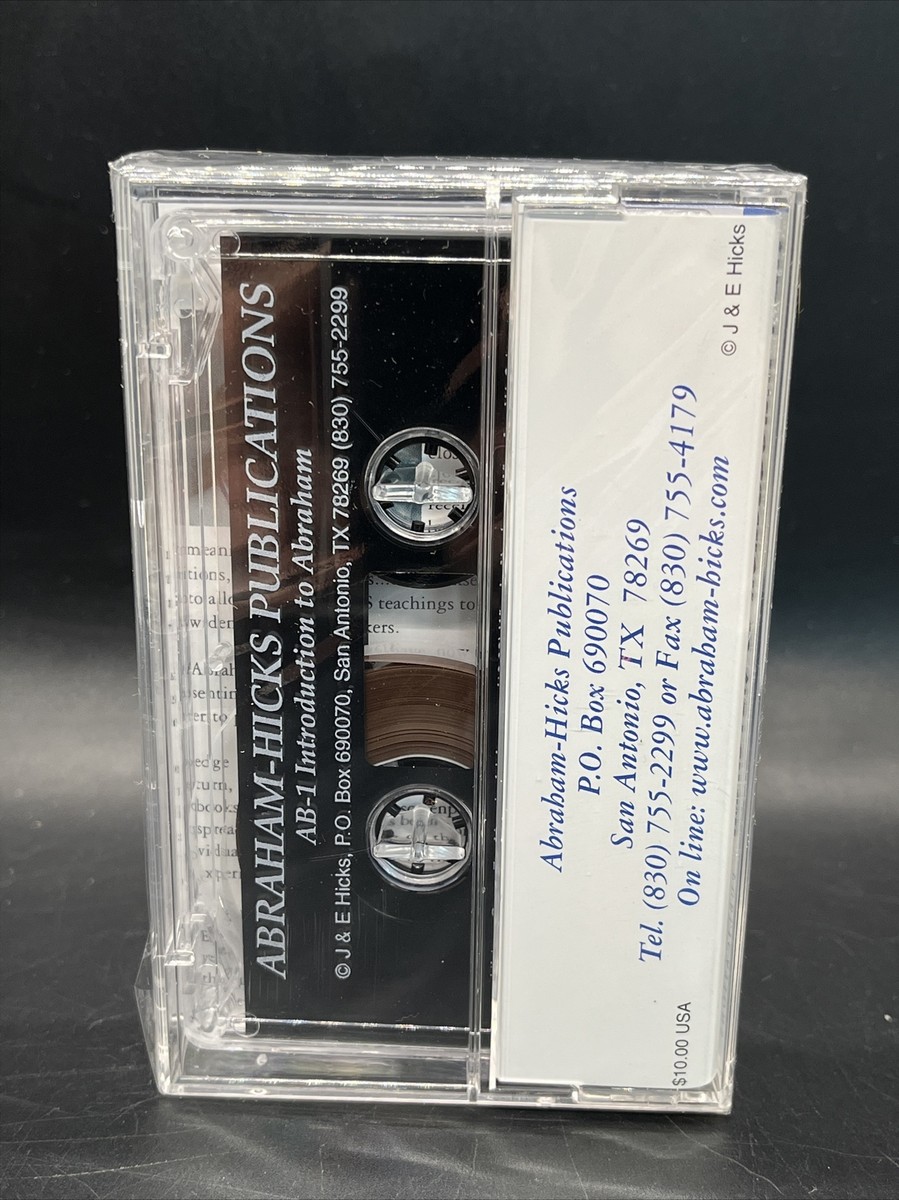 ABRAHAM-HICKS PUBLICATIONS
AB-1 Introduction to Abraham
© J & E Hicks, P.O. Box 690070, San Antonio, TX 78269 (830) 755-2299
teachings to
Abraham-Hicks Publications
P.O. Box 690070
San Antonio, TX 78269
Tel. (830) 755-2299 or Fax (830) 755-4179
On line: www.abraham-hicks.com
$10.00 USA
© J & E Hicks